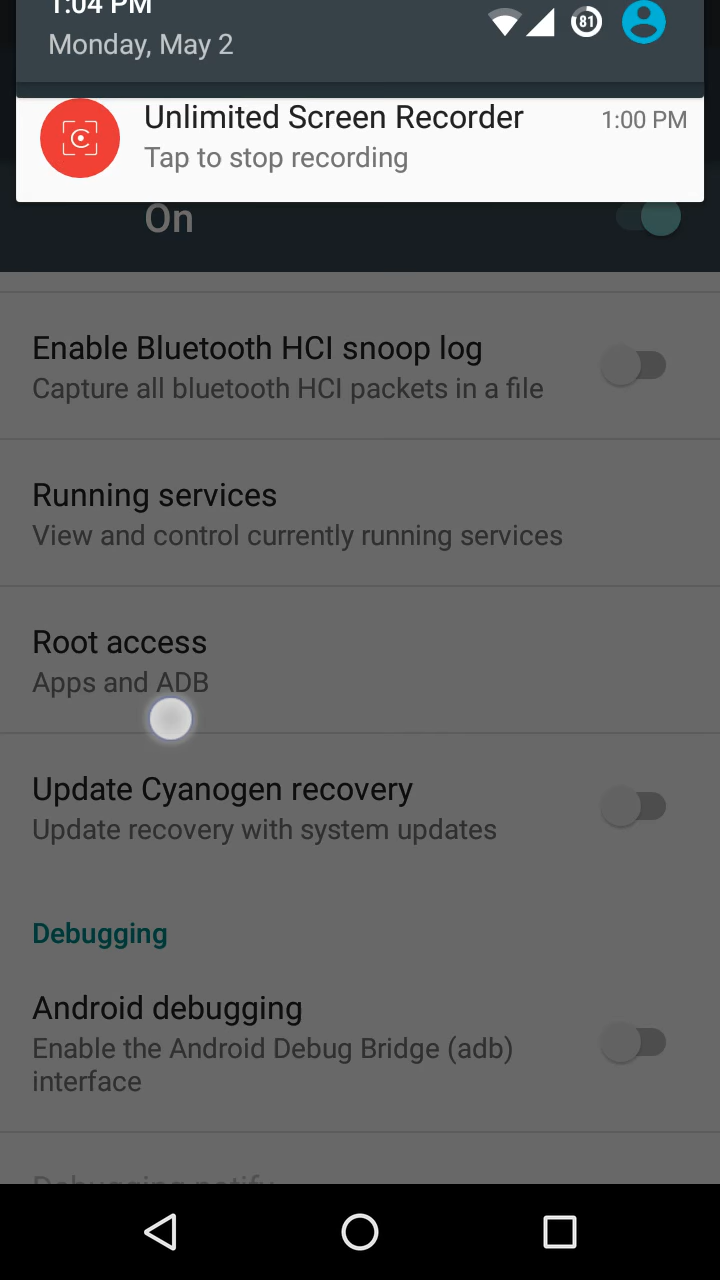 1:04 PM
Monday, May 2
81
Unlimited Screen Recorder
1:00 PM
Tap to stop recording
On
Enable Bluetooth HCI snoop log
Capture all bluetooth HCI packets in a file
Running services
View and control currently running services
Root access
Apps and ADB
Update Cyanogen recovery
Update recovery with system updates
Debugging
Android debugging
Enable the Android Debug Bridge (adb)
interface
Debugging notify